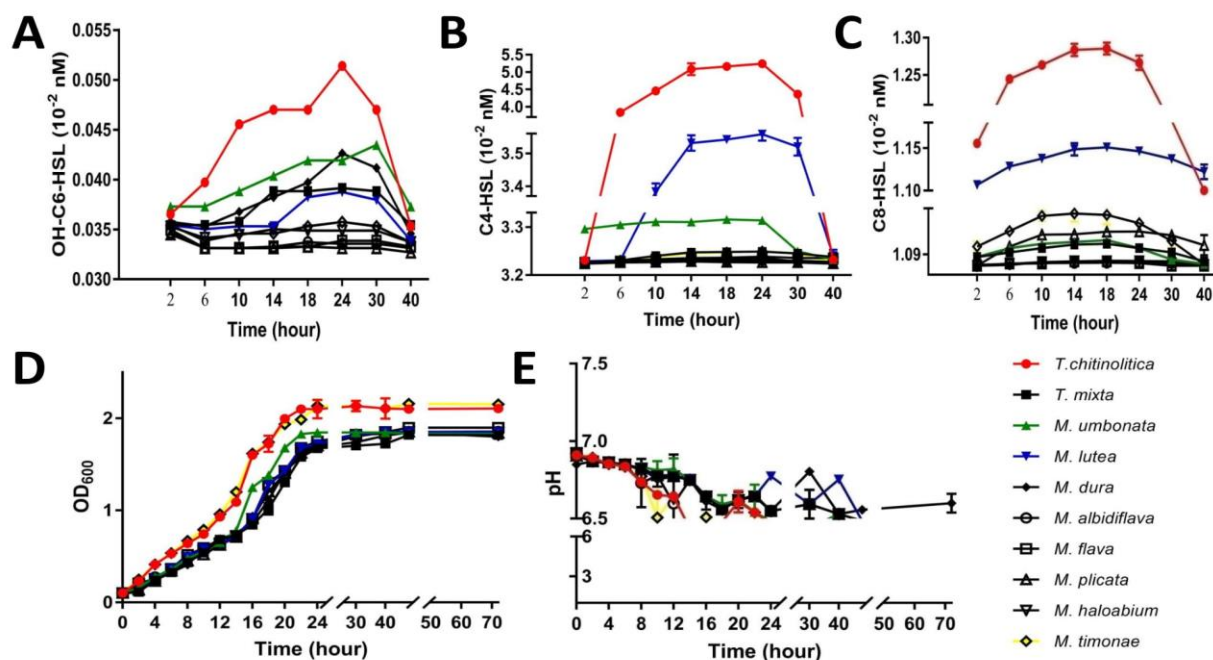 A
OH-C6-HSL (10⁻² nM)
0.055
0.050
0.045
0.040
0.035
0.030
2 6 10 14 18 24 30 40
Time (hour)
B
C4-HSL (10⁻² nM)
5.5
5.0
4.5
4.0
3.5
3.4
3.3
3.2
2 6 10 14 18 24 30 40
Time (hour)
C
C8-HSL (10⁻² nM)
1.30
1.25
1.15
1.10
1.09
2 6 10 14 18 24 30 40
Time (hour)
D
OD₆₀₀
2
1
0
0 4 8 12 16 20 24 30 40 50 70
Time (hour)
E
pH
7.5
7.0
6.5
6
3
0 4 8 12 16 20 24 30 40 50 70
Time (hour)
T.chitinolitica
T. mixta
M. umbonata
M. lutea
M. dura
M. albidiflava
M. flava
M. plicata
M. haloabium
M. timonae